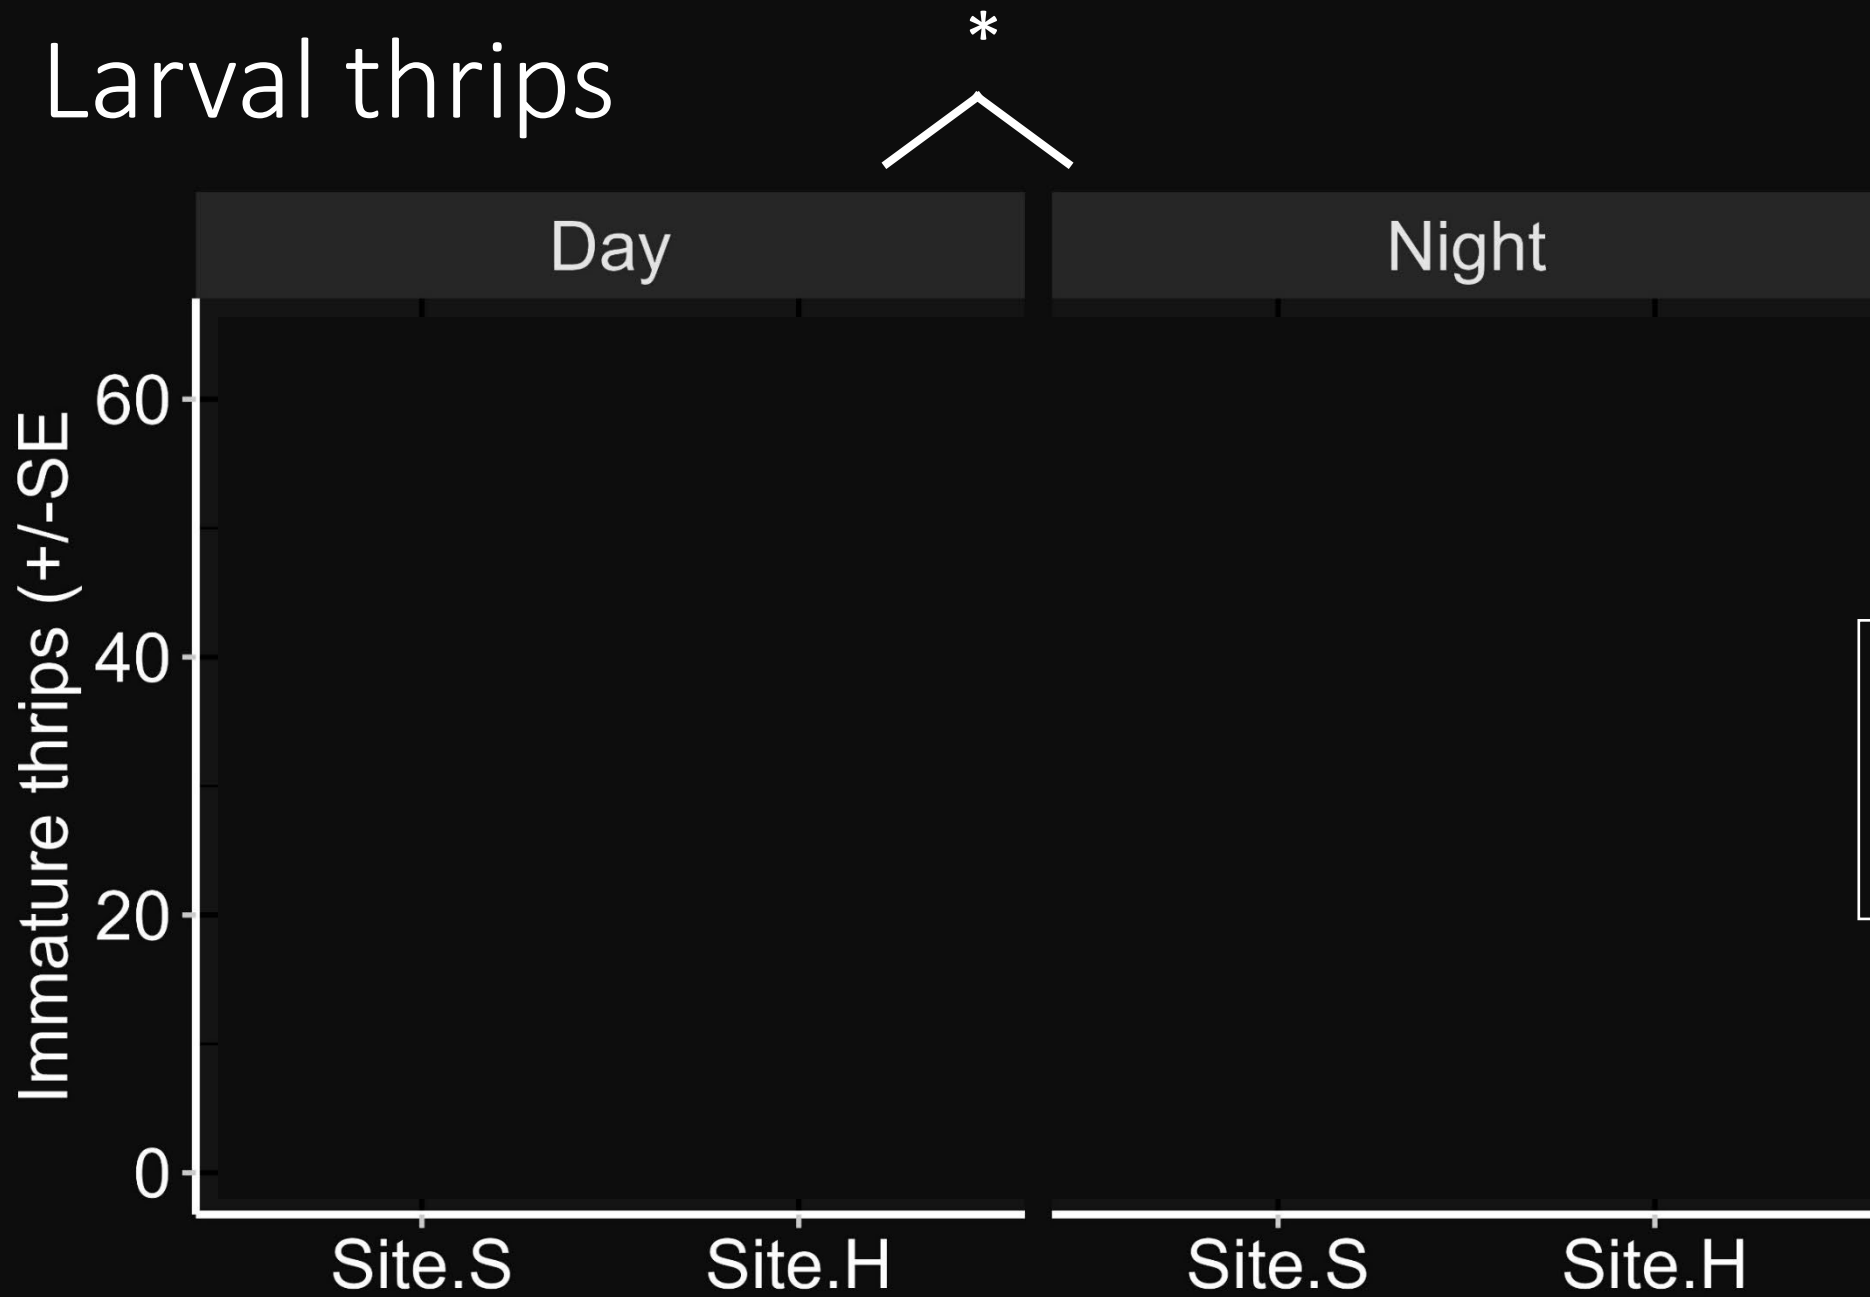 Larval thrips
*
Day
Night
Immature thrips (+/-SE
60
40
20
0
Site.S
Site.H
Site.S
Site.H